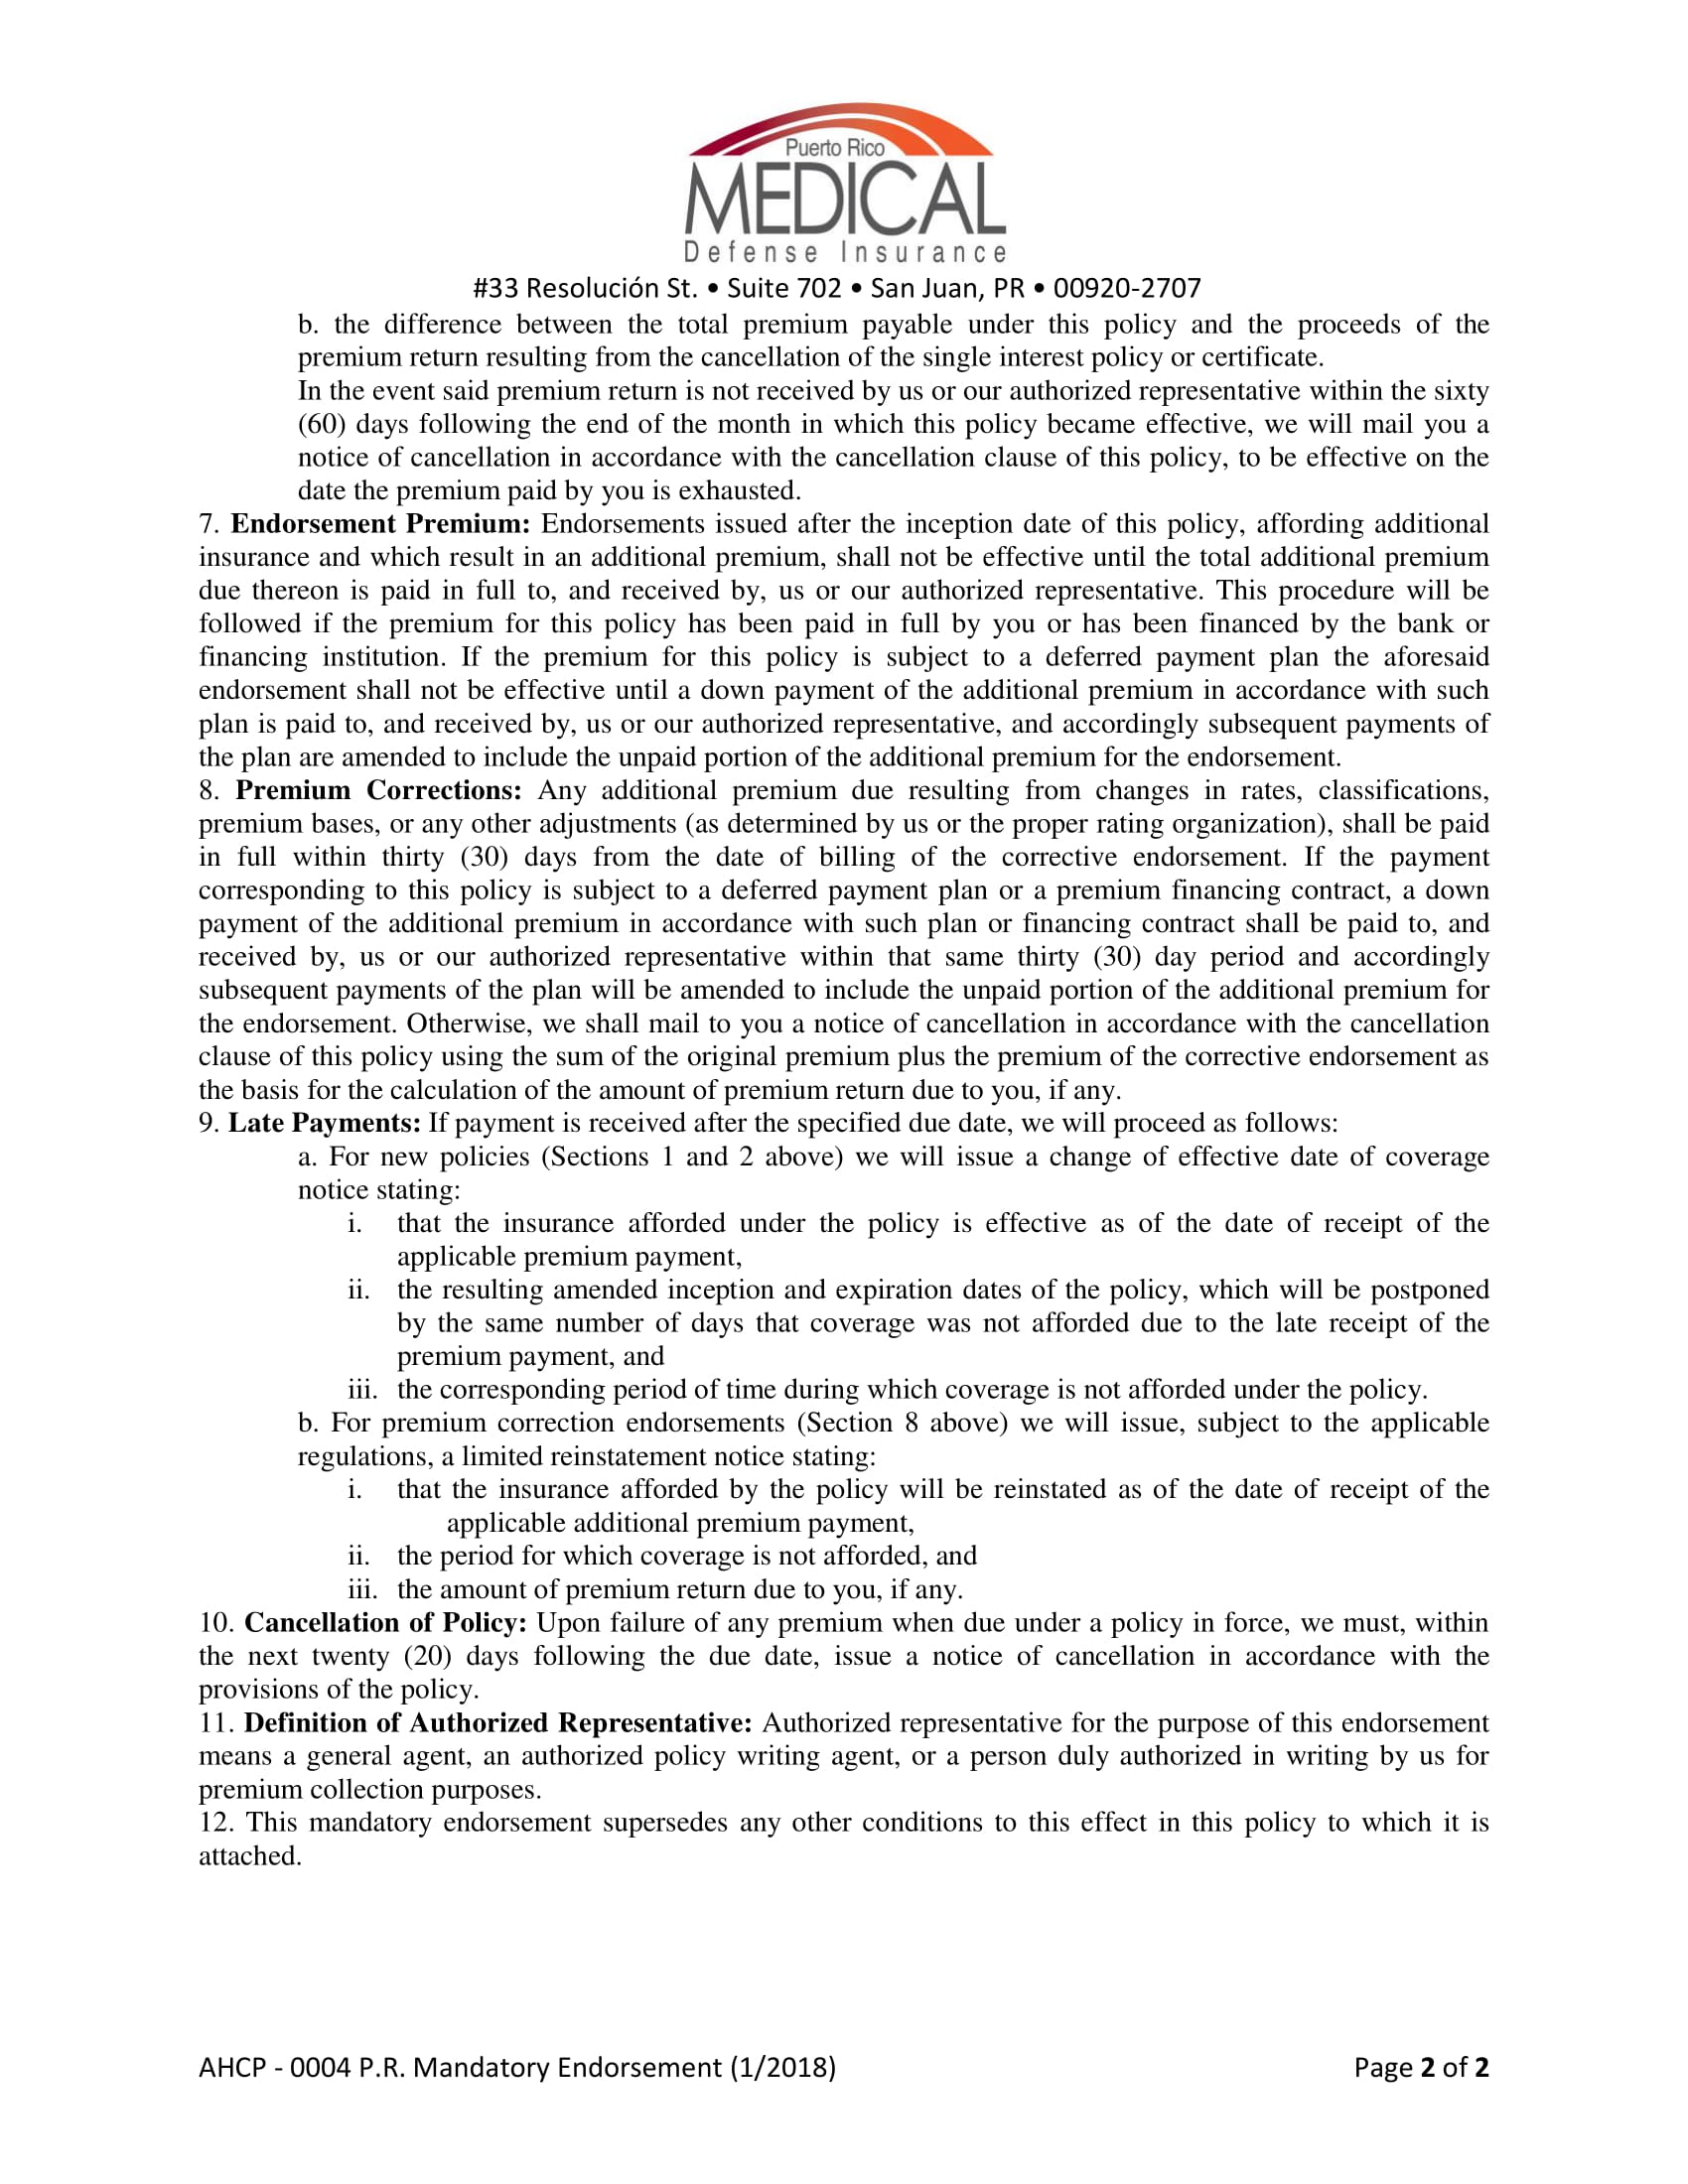 Puerto Rico
MEDICAL
Defense Insurance
#33 Resolución St. • Suite 702 • San Juan, PR • 00920-2707
b. the difference between the total premium payable under this policy and the proceeds of the
premium return resulting from the cancellation of the single interest policy or certificate.
In the event said premium return is not received by us or our authorized representative within the sixty
(60) days following the end of the month in which this policy became effective, we will mail you a
notice of cancellation in accordance with the cancellation clause of this policy, to be effective on the
date the premium paid by you is exhausted.
7. Endorsement Premium: Endorsements issued after the inception date of this policy, affording additional
insurance and which result in an additional premium, shall not be effective until the total additional premium
due thereon is paid in full to, and received by, us or our authorized representative. This procedure will be
followed if the premium for this policy has been paid in full by you or has been financed by the bank or
financing institution. If the premium for this policy is subject to a deferred payment plan the aforesaid
endorsement shall not be effective until a down payment of the additional premium in accordance with such
plan is paid to, and received by, us or our authorized representative, and accordingly subsequent payments of
the plan are amended to include the unpaid portion of the additional premium for the endorsement.
8. Premium Corrections: Any additional premium due resulting from changes in rates, classifications,
premium bases, or any other adjustments (as determined by us or the proper rating organization), shall be paid
in full within thirty (30) days from the date of billing of the corrective endorsement. If the payment
corresponding to this policy is subject to a deferred payment plan or a premium financing contract, a down
payment of the additional premium in accordance with such plan or financing contract shall be paid to, and
received by, us or our authorized representative within that same thirty (30) day period and accordingly
subsequent payments of the plan will be amended to include the unpaid portion of the additional premium for
the endorsement. Otherwise, we shall mail to you a notice of cancellation in accordance with the cancellation
clause of this policy using the sum of the original premium plus the premium of the corrective endorsement as
the basis for the calculation of the amount of premium return due to you, if any.
9. Late Payments: If payment is received after the specified due date, we will proceed as follows:
a. For new policies (Sections 1 and 2 above) we will issue a change of effective date of coverage
notice stating:
i. that the insurance afforded under the policy is effective as of the date of receipt of the
applicable premium payment,
ii. the resulting amended inception and expiration dates of the policy, which will be postponed
by the same number of days that coverage was not afforded due to the late receipt of the
premium payment, and
iii. the corresponding period of time during which coverage is not afforded under the policy.
b. For premium correction endorsements (Section 8 above) we will issue, subject to the applicable
regulations, a limited reinstatement notice stating:
i. that the insurance afforded by the policy will be reinstated as of the date of receipt of the
applicable additional premium payment,
ii. the period for which coverage is not afforded, and
iii. the amount of premium return due to you, if any.
10. Cancellation of Policy: Upon failure of any premium when due under a policy in force, we must, within
the next twenty (20) days following the due date, issue a notice of cancellation in accordance with the
provisions of the policy.
11. Definition of Authorized Representative: Authorized representative for the purpose of this endorsement
means a general agent, an authorized policy writing agent, or a person duly authorized in writing by us for
premium collection purposes.
12. This mandatory endorsement supersedes any other conditions to this effect in this policy to which it is
attached.
AHCP - 0004 P.R. Mandatory Endorsement (1/2018) Page 2 of 2